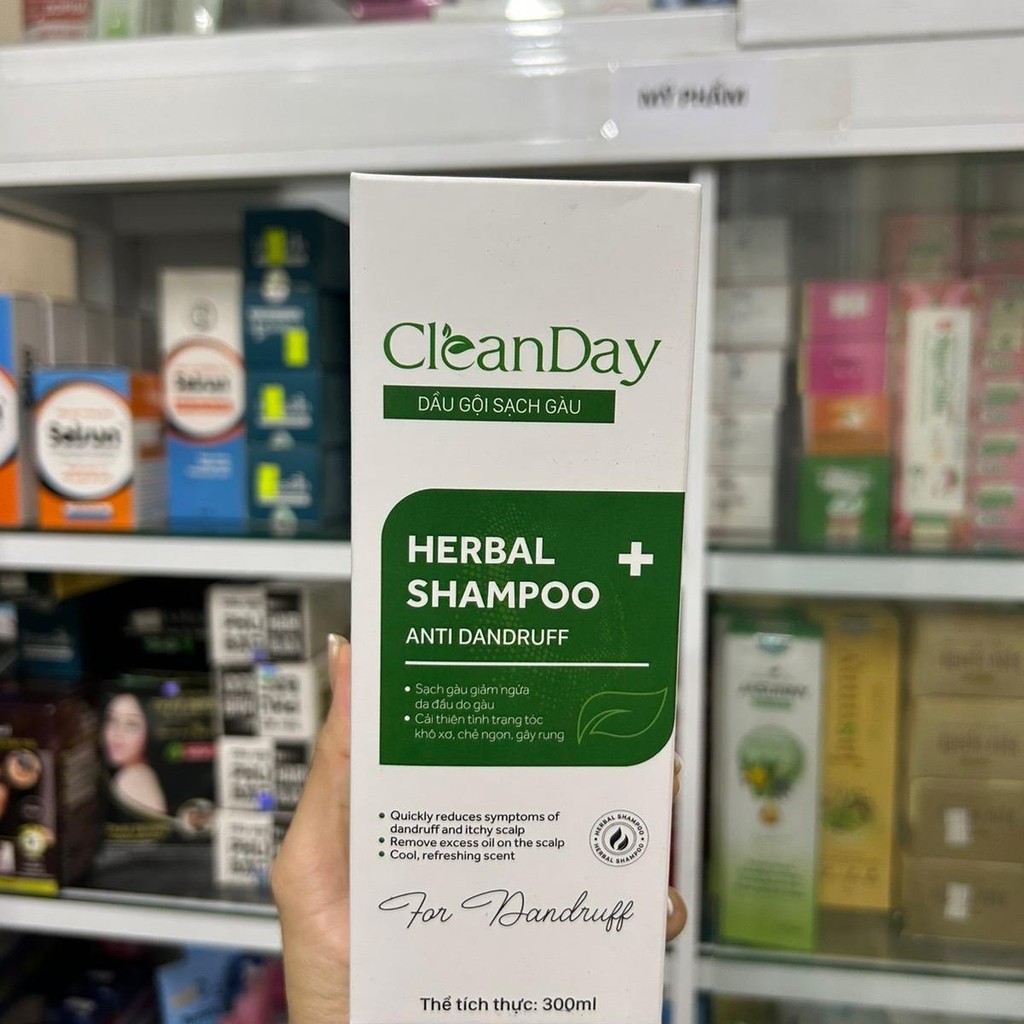 MỸ PHẨM
CleanDay
DẦU GỘI SẠCH GÀU
HERBAL
SHAMPOO
ANTI DANDRUFF
• Sạch gàu giảm ngứa
da đầu do gàu
• Cải thiện tình trạng tóc
khô xơ, chẻ ngọn, gãy rụng
• Quickly reduces symptoms of
dandruff and itchy scalp
• Remove excess oil on the scalp
• Cool, refreshing scent
HERBAL SHAMPOO • HERBAL SHAMPOO
For Dandruff
Thể tích thực: 300ml
Selsun
Selsun